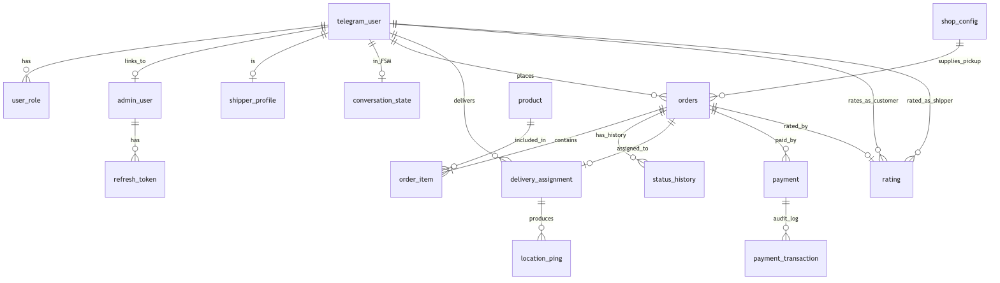 telegram_user
shop_config
has
links_to
is
in_FSM
supplies_pickup
places
user_role
admin_user
shipper_profile
conversation_state
product
orders
delivers
rates_as_customer
rated_as_shipper
has
included_in
contains
has_history
assigned_to
rated_by
paid_by
refresh_token
order_item
delivery_assignment
status_history
payment
rating
produces
audit_log
location_ping
payment_transaction